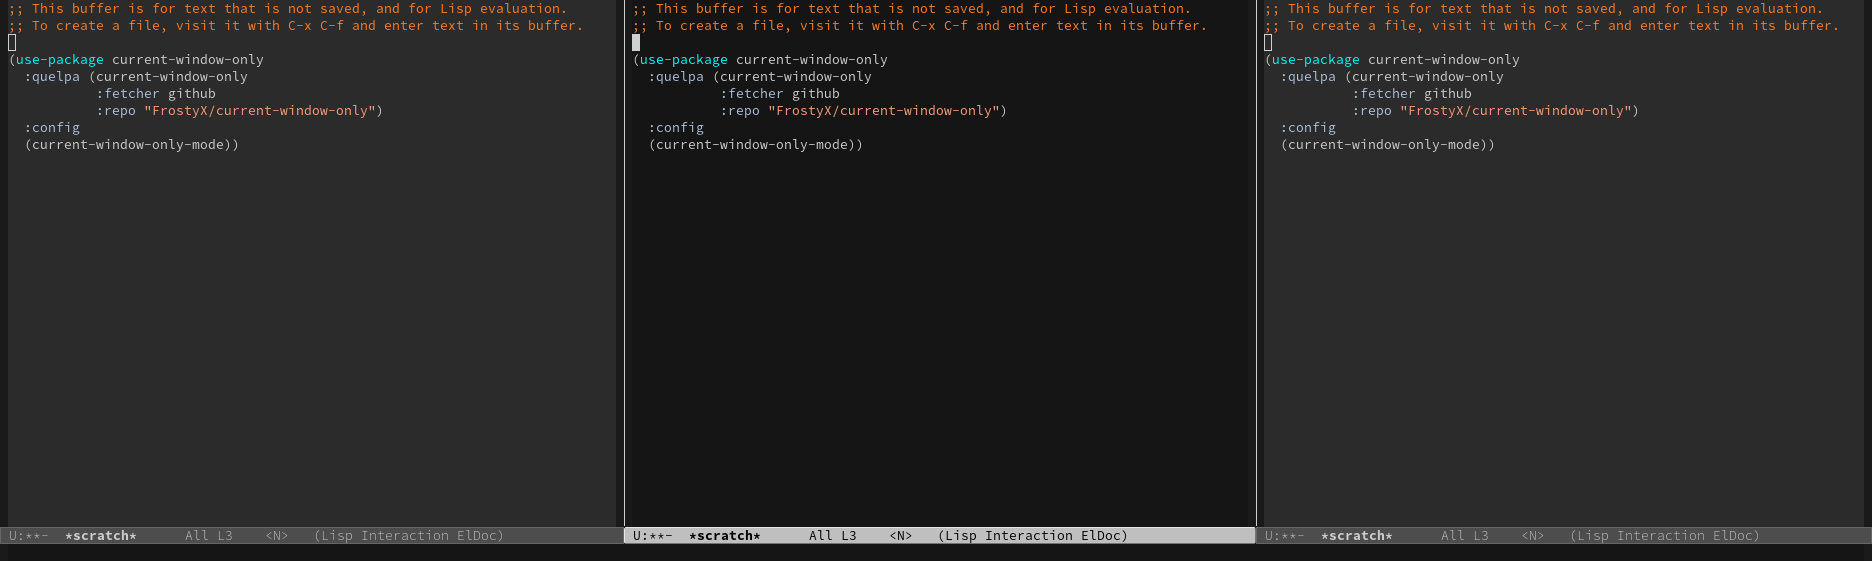 ;; This buffer is for text that is not saved, and for Lisp evaluation.
;; To create a file, visit it with C-x C-f and enter text in its buffer.
(use-package current-window-only
  :quelpa (current-window-only
           :fetcher github
           :repo "FrostyX/current-window-only")
  :config
  (current-window-only-mode))
U:**-  *scratch*      All L3    <N>   (Lisp Interaction ElDoc)
;; This buffer is for text that is not saved, and for Lisp evaluation.
;; To create a file, visit it with C-x C-f and enter text in its buffer.
(use-package current-window-only
  :quelpa (current-window-only
           :fetcher github
           :repo "FrostyX/current-window-only")
  :config
  (current-window-only-mode))
U:**-  *scratch*      All L3    <N>   (Lisp Interaction ElDoc)
;; This buffer is for text that is not saved, and for Lisp evaluation.
;; To create a file, visit it with C-x C-f and enter text in its buffer.
(use-package current-window-only
  :quelpa (current-window-only
           :fetcher github
           :repo "FrostyX/current-window-only")
  :config
  (current-window-only-mode))
U:**-  *scratch*      All L3    <N>   (Lisp Interaction ElDoc)